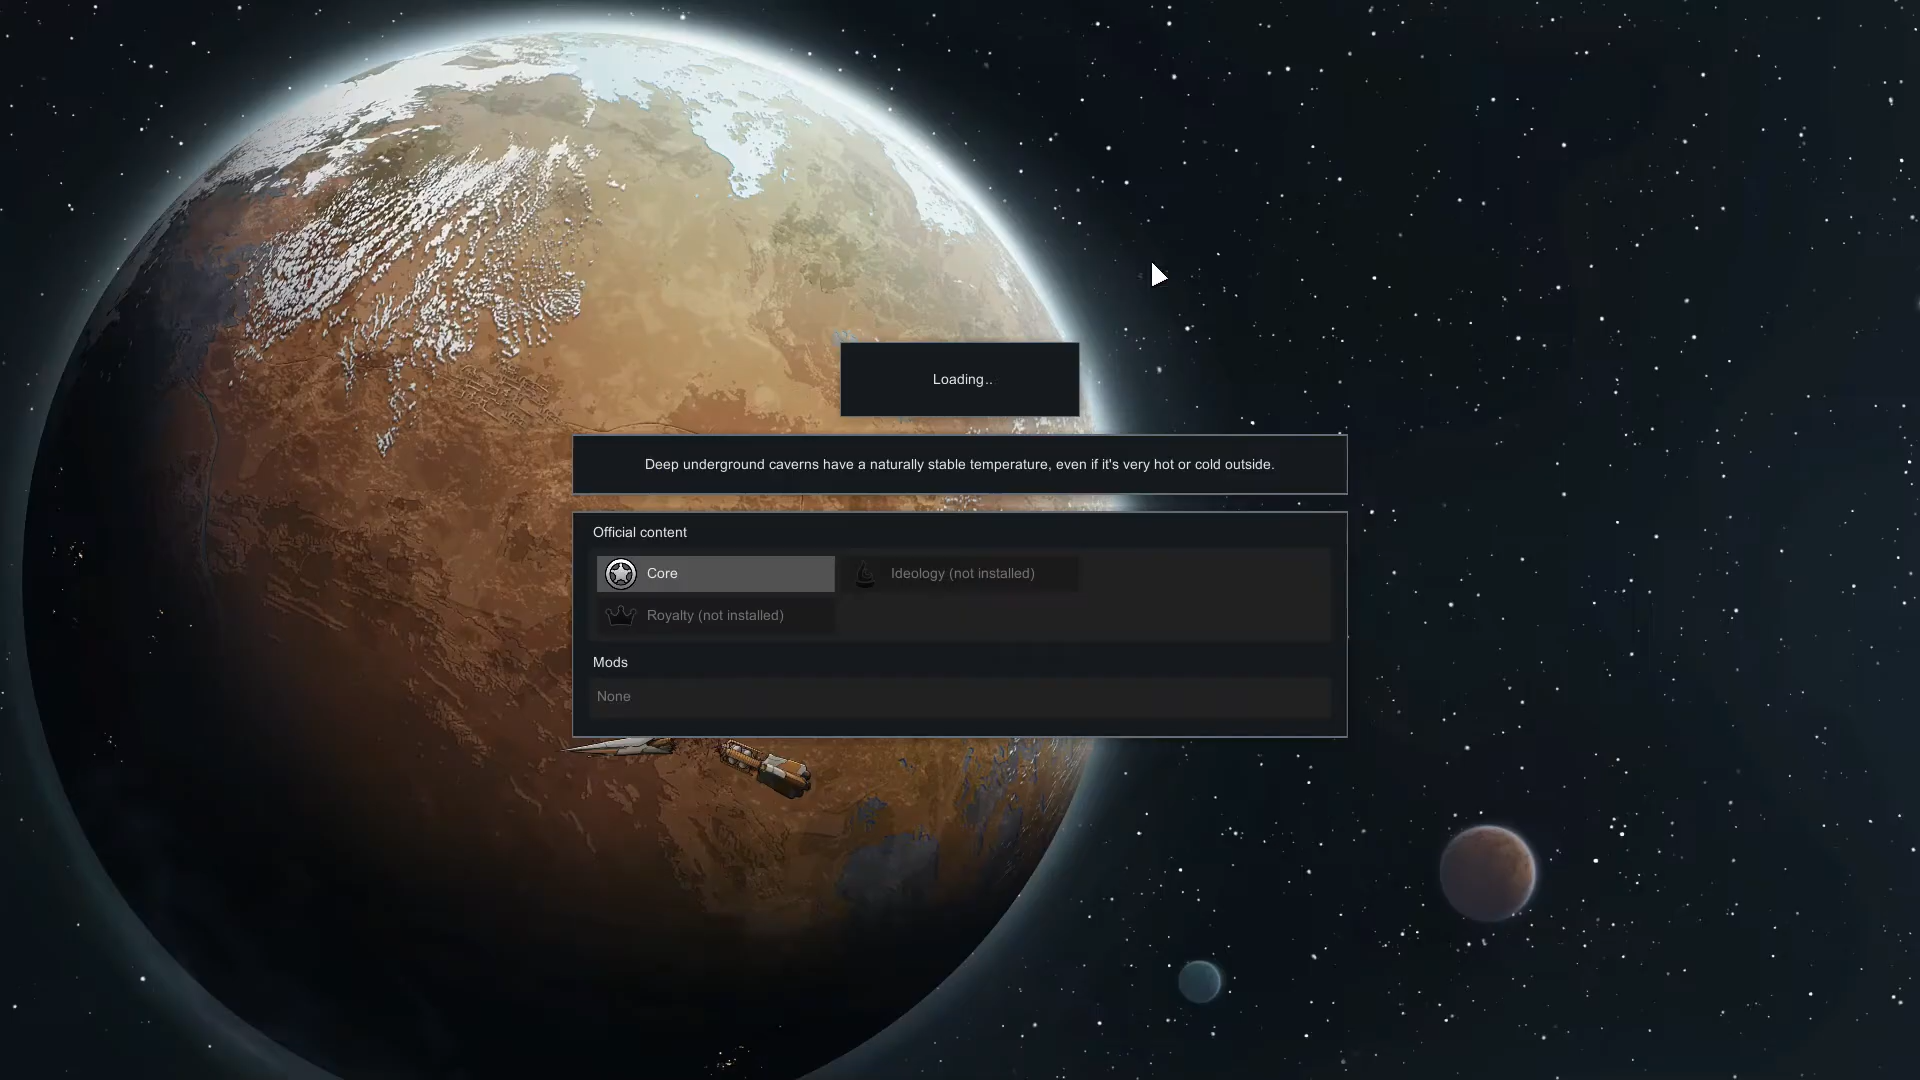 Loading..
Deep underground caverns have a naturally stable temperature, even if it's very hot or cold outside.
Official content
Core
Ideology (not installed)
Royalty (not installed)
Mods
None